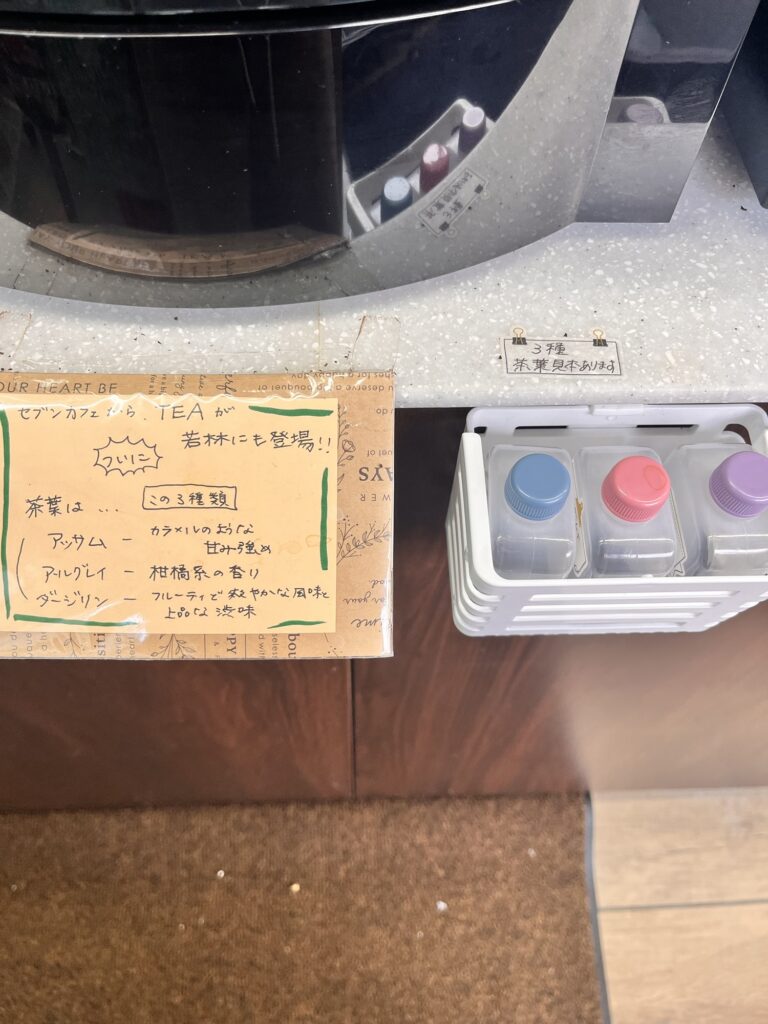 OUR HEART BE
セブンカフェから TEAが
ついに
若林にも登場!!
茶葉は...
この3種類
アッサム − カラメルのような
甘み強め
アールグレイ − 柑橘系の香り
ダージリン − フルーティで爽やかな風味と
上品な渋味
3種
茶葉見本あります